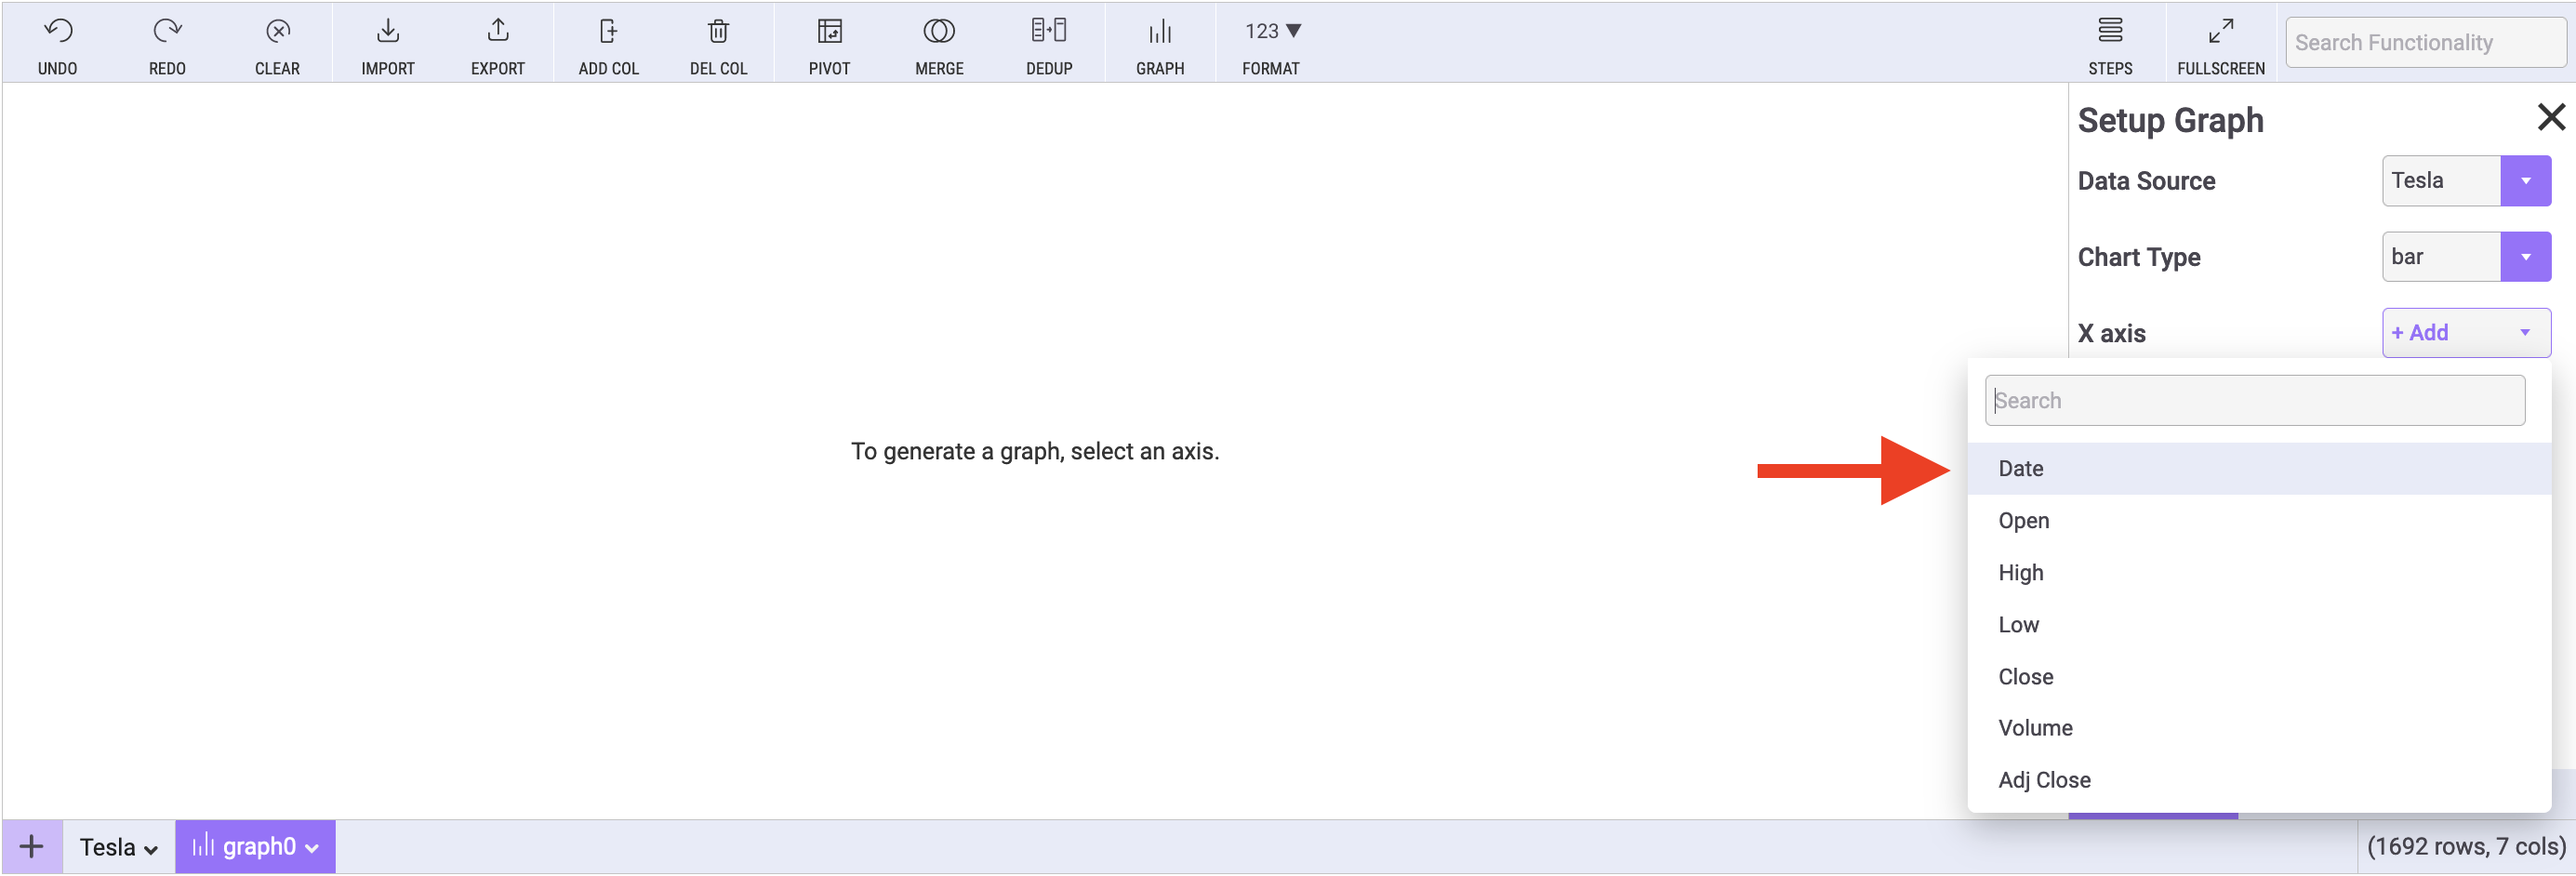 UNDO
REDO
CLEAR
IMPORT
EXPORT
ADD COL
DEL COL
PIVOT
MERGE
DEDUP
GRAPH
123 ▼
FORMAT
STEPS
FULLSCREEN
Search Functionality
Setup Graph
Data Source
Tesla
Chart Type
bar
X axis
+ Add
Search
To generate a graph, select an axis.
Date
Open
High
Low
Close
Volume
Adj Close
+
Tesla
graph0
(1692 rows, 7 cols)